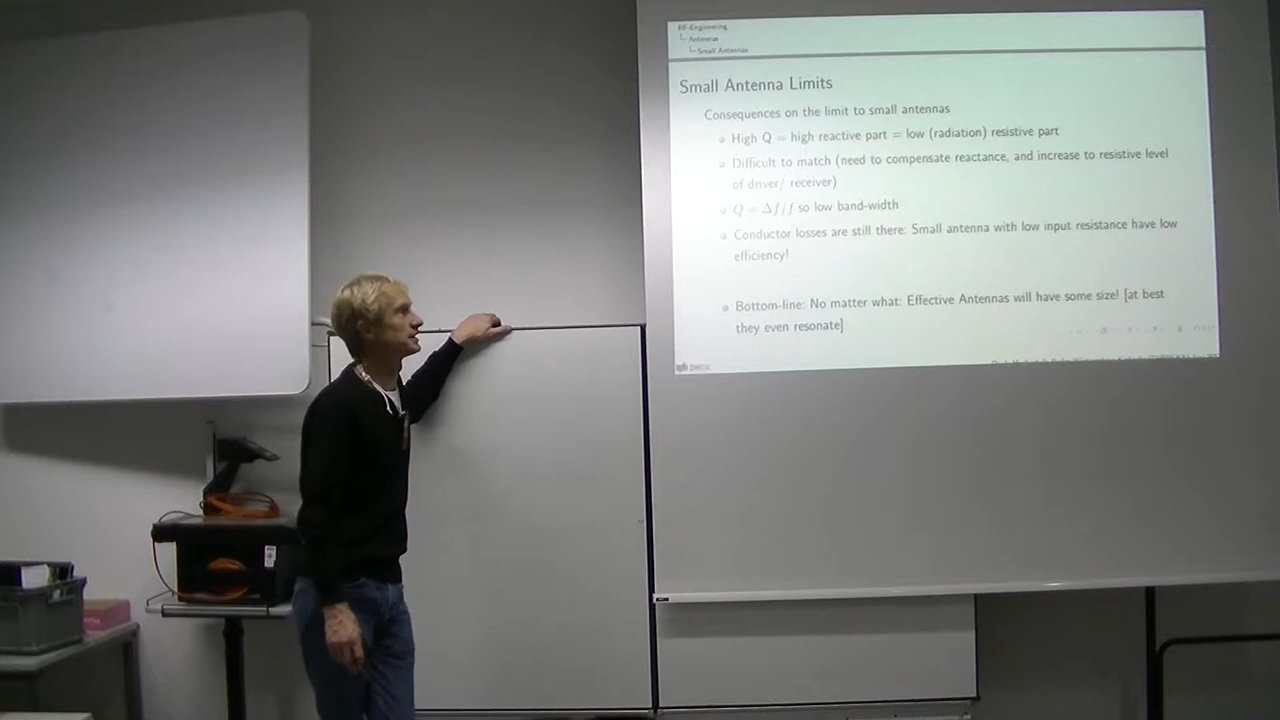 RF-Engineering
Antennas
Small Antennas
Small Antenna Limits
Consequences on the limit to small antennas
High Q = high reactive part = low (radiation) resistive part
Difficult to match (need to compensate reactance, and increase to resistive level
of driver/ receiver)
Q = Δf/f so low band-width
Conductor losses are still there: Small antenna with low input resistance have low
efficiency!
Bottom-line: No matter what: Effective Antennas will have some size! [at best
they even resonate]